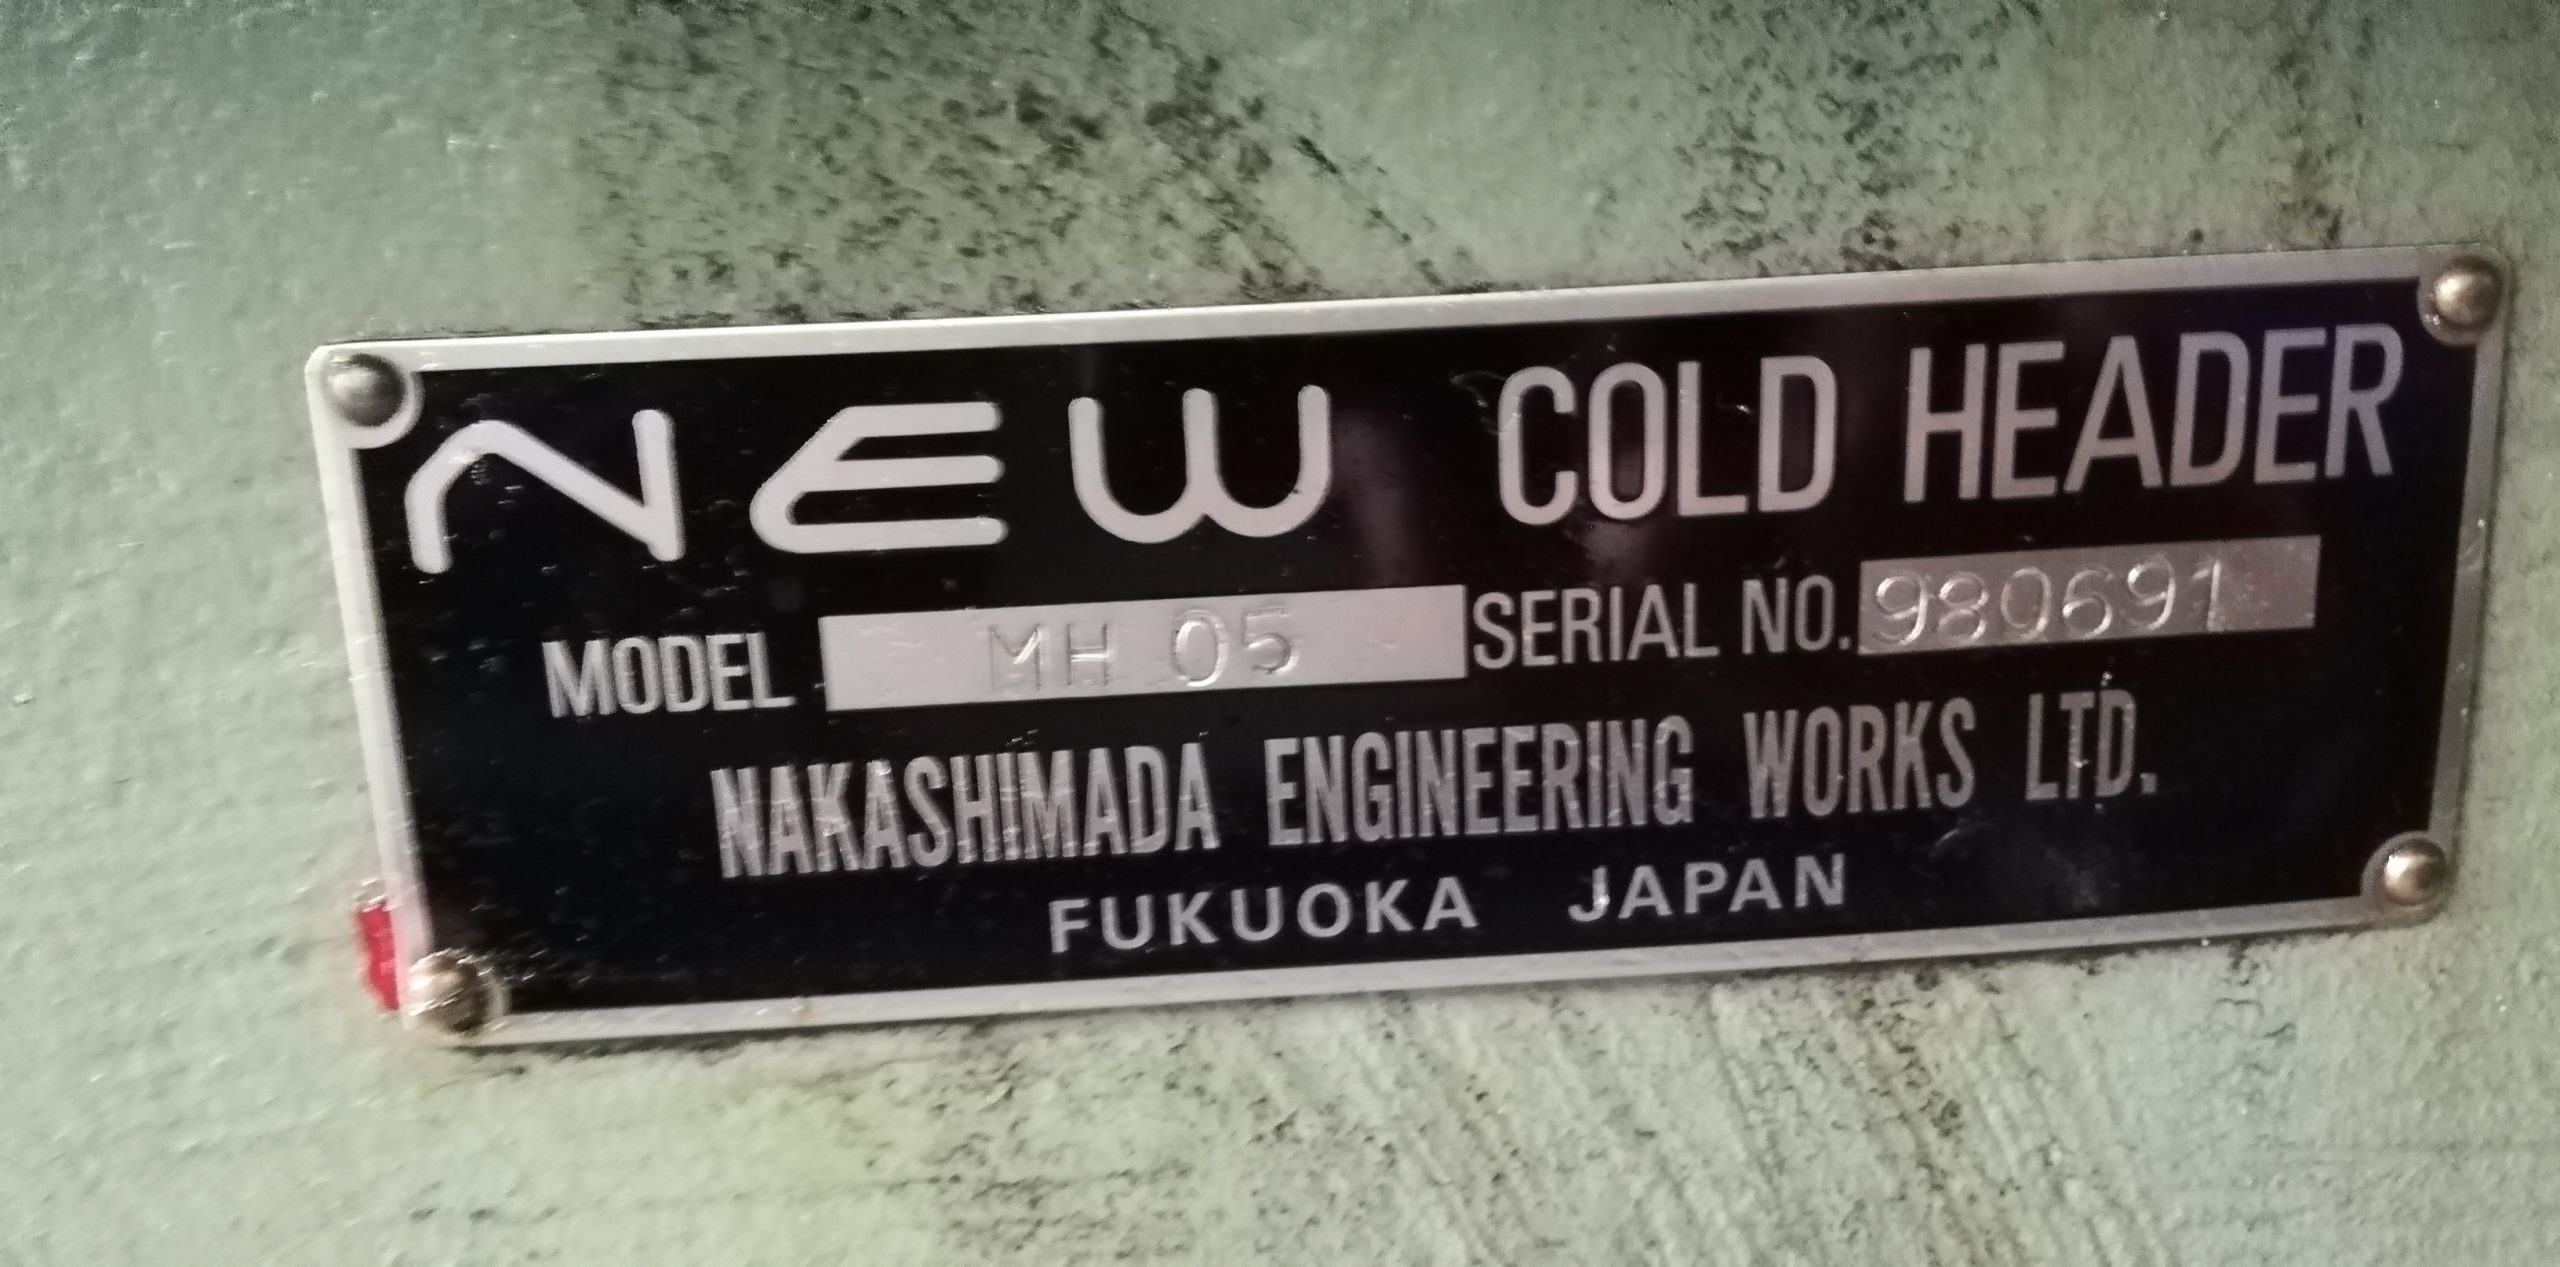 NEW COLD HEADER
MODEL MH 05 SERIAL NO. 980691
NAKASHIMADA ENGINEERING WORKS LTD.
FUKUOKA JAPAN